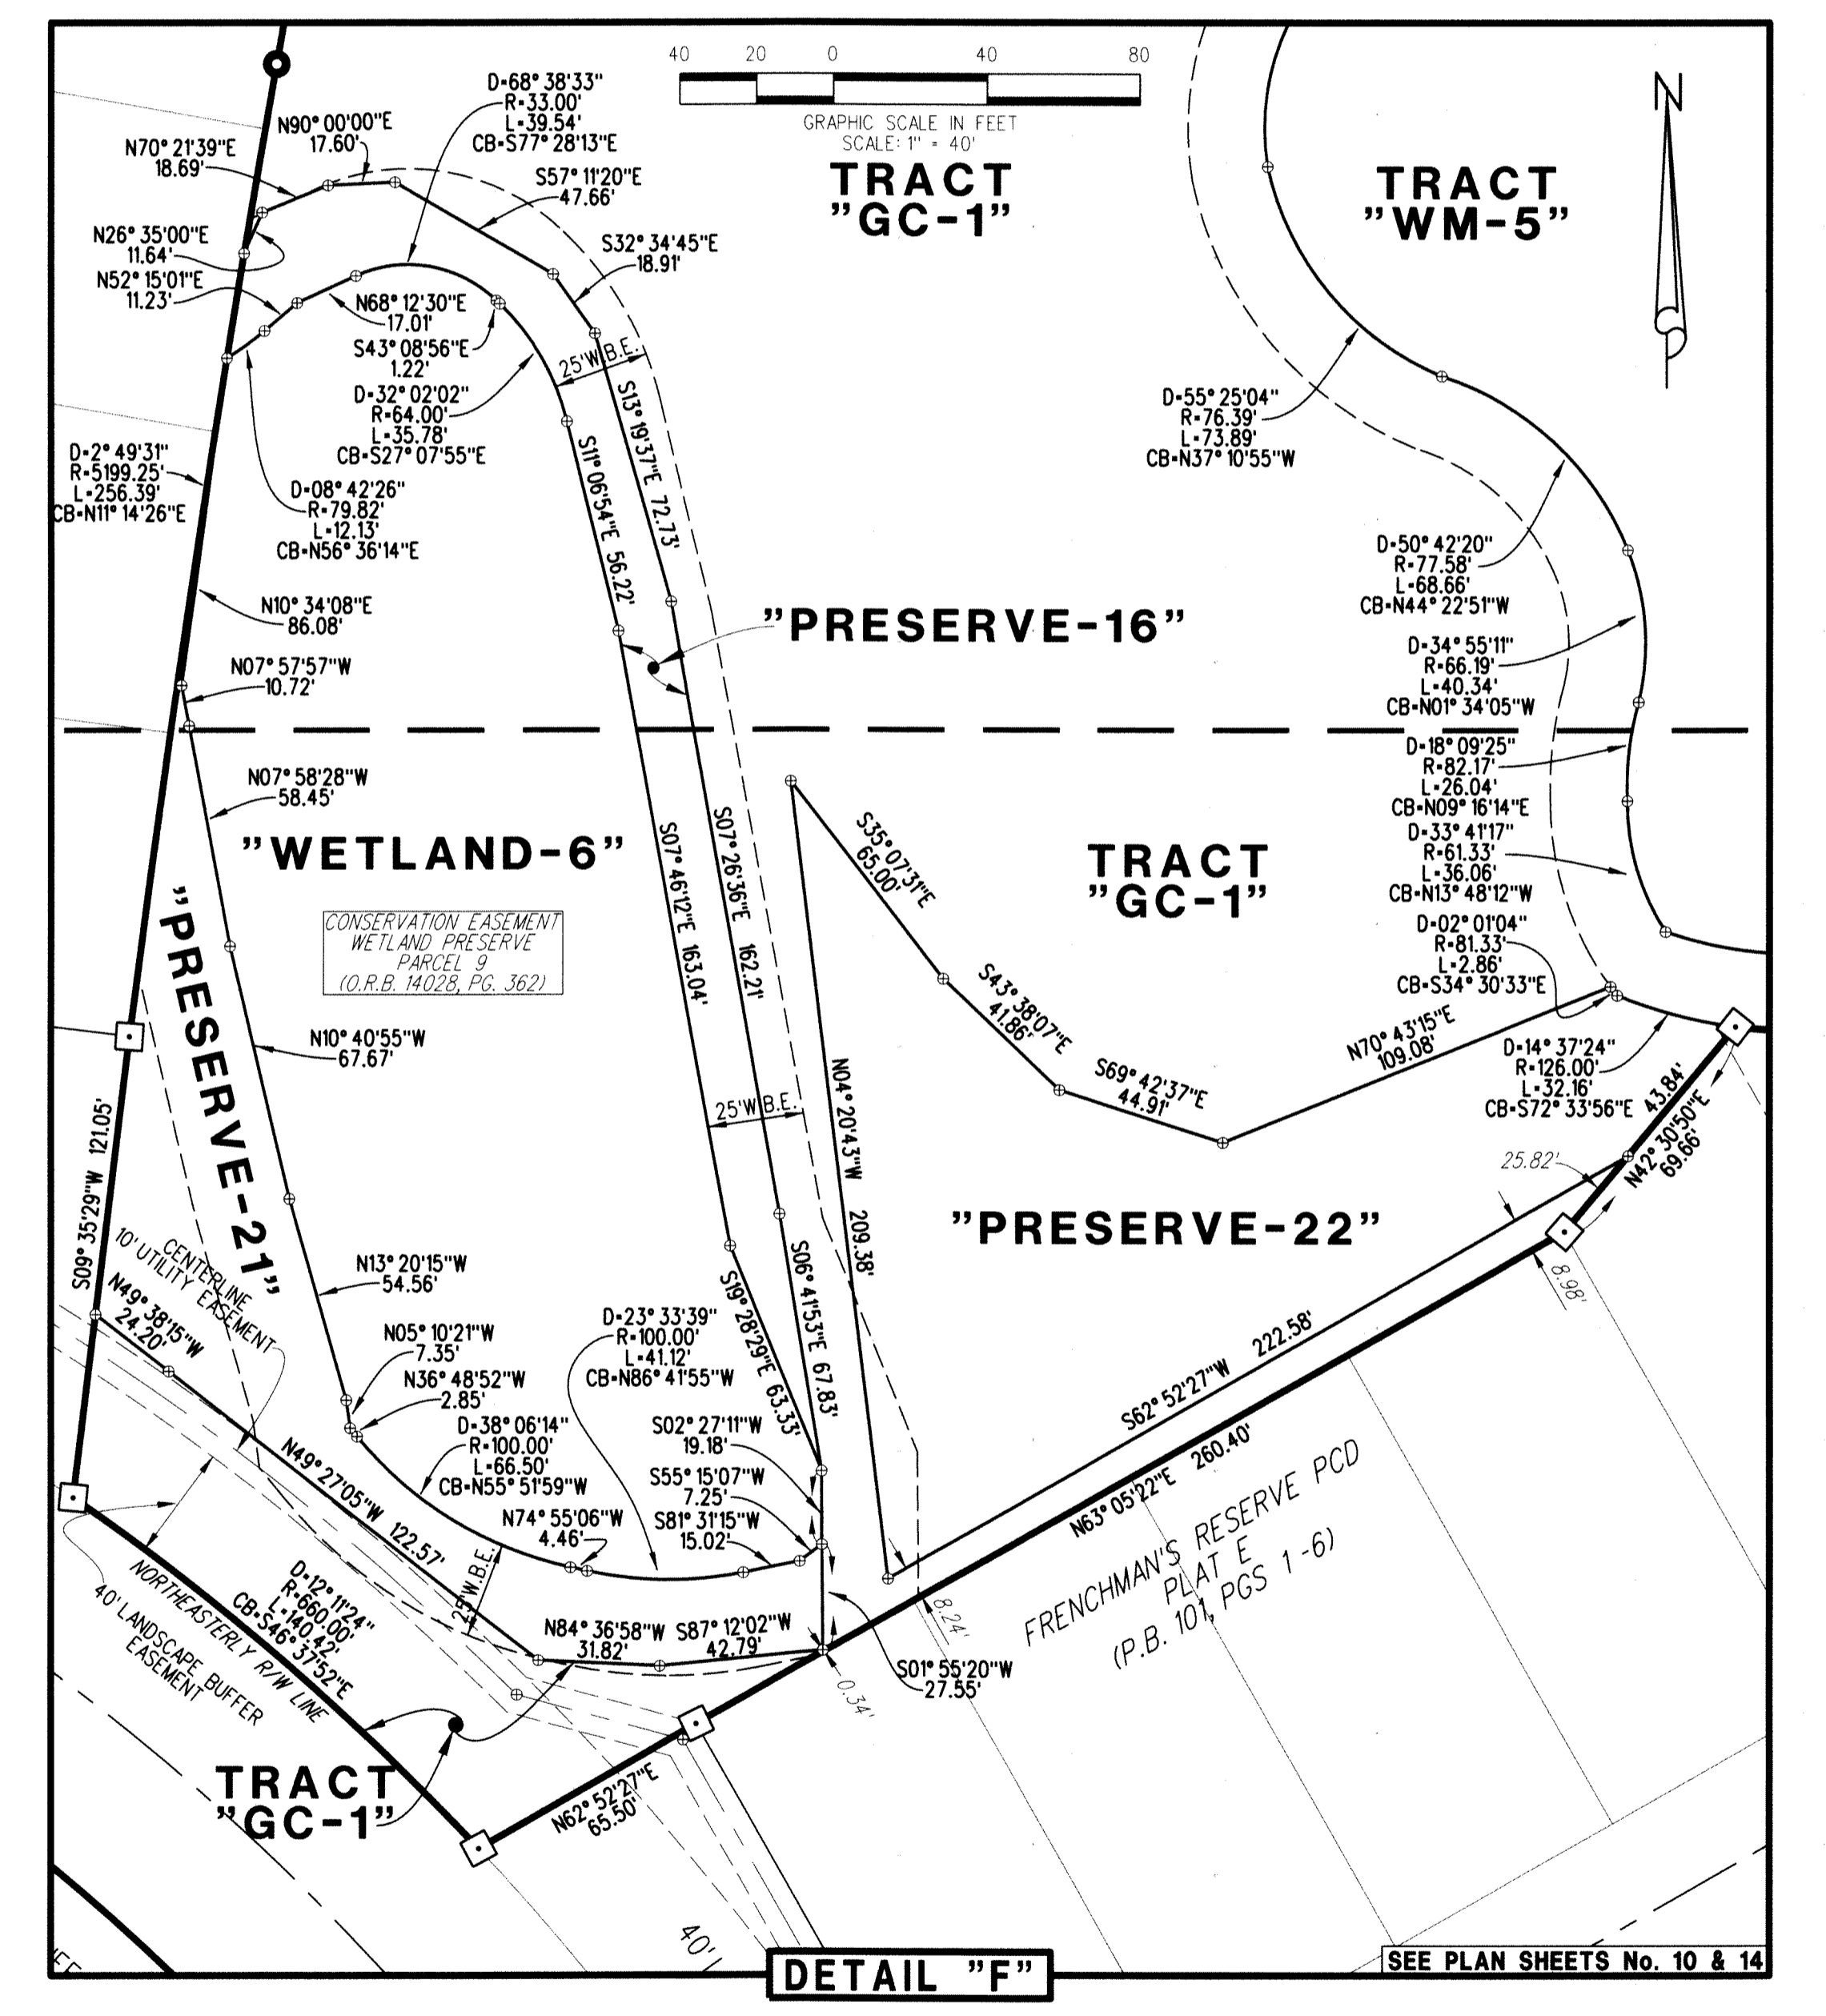 40 20 0 40 80
GRAPHIC SCALE IN FEET
SCALE: 1" = 40'
N
TRACT
"GC-1"
TRACT
"WM-5"
D=68° 38'33"
R=33.00'
L=39.54'
CB=S77° 28'13"E
N90° 00'00"E
17.60'
N70° 21'39"E
18.69'
S57° 11'20"E
47.66'
N26° 35'00"E
11.64'
S32° 34'45"E
18.91'
N52° 15'01"E
11.23'
N68° 12'30"E
17.01'
S43° 08'56"E
1.22'
25'W.B.E.
D=32° 02'02"
R=64.00'
L=35.78'
CB=S27° 07'55"E
S13° 19'37"E 72.73'
D=55° 25'04"
R=76.39'
L=73.89'
CB=N37° 10'55"W
D=2° 49'31"
R=5199.25'
L=256.39'
CB=N11° 14'26"E
D=08° 42'26"
R=79.82'
L=12.13'
CB=N56° 36'14"E
S11° 06'54"E 56.22'
D=50° 42'20"
R=77.58'
L=68.66'
CB=N44° 22'51"W
N10° 34'08"E
86.08'
"PRESERVE-16"
N07° 57'57"W
10.72'
D=34° 55'11"
R=66.19'
L=40.34'
CB=N01° 34'05"W
D=18° 09'25"
R=82.17'
L=26.04'
CB=N09° 16'14"E
N07° 58'28"W
58.45'
"WETLAND-6"
CONSERVATION EASEMENT
WETLAND PRESERVE
PARCEL 9
(O.R.B. 14028, PG. 362)
S07° 46'12"E 163.04'
S07° 26'36"E 162.21'
S35° 07'31"E
65.00'
TRACT
"GC-1"
D=33° 41'17"
R=61.33'
L=36.06'
CB=N13° 48'12"W
D=02° 01'04"
R=81.33'
L=2.86'
CB=S34° 30'33"E
"PRESERVE-21"
N10° 40'55"W
67.67'
S43° 38'07"E
41.86'
S69° 42'37"E
44.91'
N70° 43'15"E
109.08'
D=14° 37'24"
R=126.00'
L=32.16'
CB=S72° 33'56"E
43.84'
N42° 30'50"E
69.66'
25.82'
S09° 35'29"W 121.05'
25'W.B.E.
N04° 20'43"W 209.38'
"PRESERVE-22"
8.98'
CENTERLINE
10' UTILITY EASEMENT
N49° 38'15"W
24.20'
N13° 20'15"W
54.56'
S19° 28'29"E 63.33'
S06° 41'53"E 67.83'
D=23° 33'39"
R=100.00'
L=41.12'
CB=N86° 41'55"W
N05° 10'21"W
7.35'
N36° 48'52"W
2.85'
D=38° 06'14"
R=100.00'
L=66.50'
CB=N55° 51'59"W
S02° 27'11"W
19.18'
S55° 15'07"W
7.25'
S81° 31'15"W
15.02'
N74° 55'06"W
4.46'
S62° 52'27"W 222.58'
N63° 05'22"E 260.40'
N49° 27'05"W 122.57'
25'W.B.E.
N84° 36'58"W
31.82'
S87° 12'02"W
42.79'
S01° 55'20"W
27.55'
8.24'
0.34'
FRENCHMAN'S RESERVE PCD
PLAT E
(P.B. 101, PGS 1-6)
D=12° 11'24"
R=660.00'
L=140.42'
CB=S46° 37'52"E
NORTHEASTERLY R/W LINE
40' LANDSCAPE BUFFER
EASEMENT
TRACT
"GC-1"
N62° 52'27"E
65.50'
40'
DETAIL "F"
SEE PLAN SHEETS No. 10 & 14